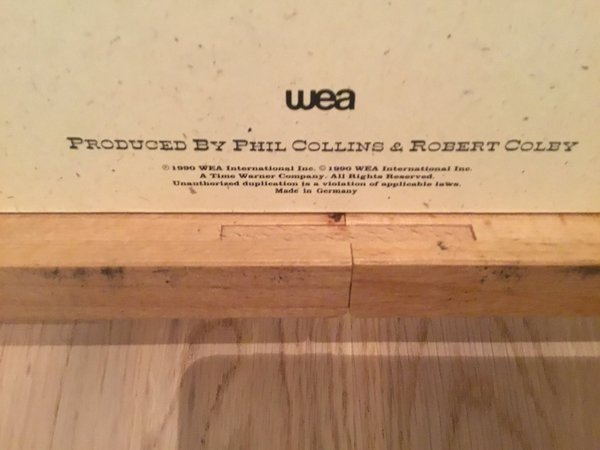 wea
PRODUCED BY PHIL COLLINS & ROBERT COLBY
℗ 1990 WEA International Inc. © 1990 WEA International Inc.
A Time Warner Company. All Rights Reserved.
Unauthorized duplication is a violation of applicable laws.
Made in Germany